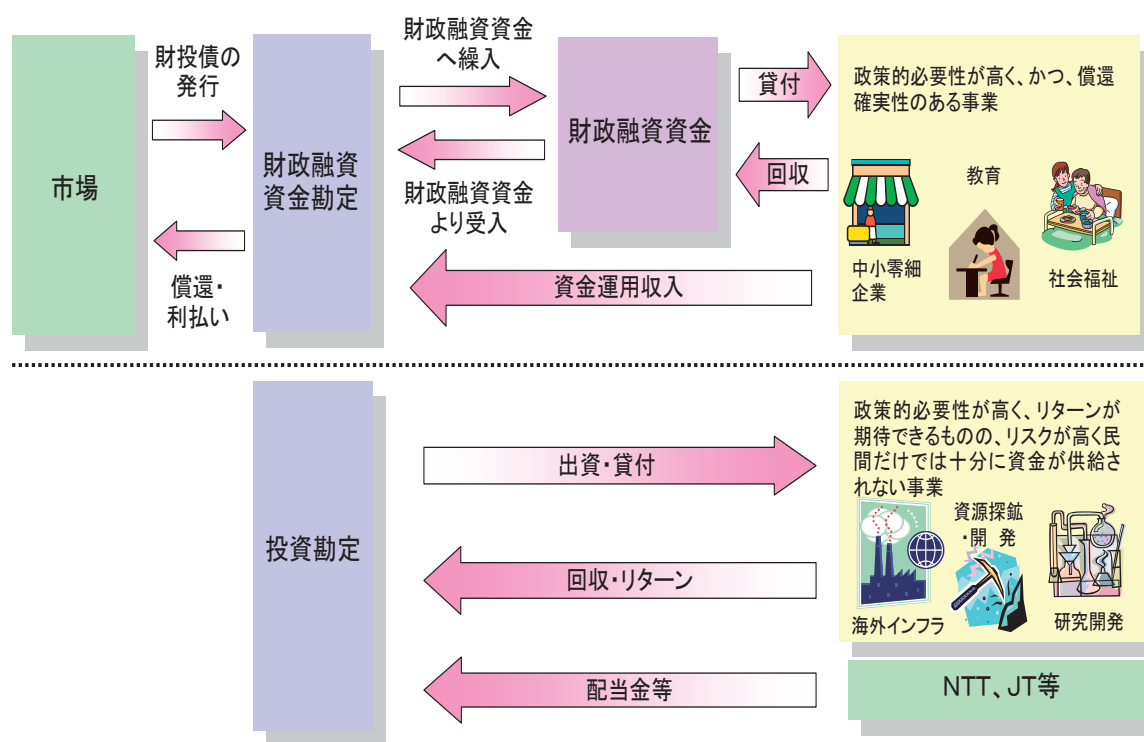 市場
財投債の
発行
償還・
利払い
財政融資
資金勘定
財政融資資金
へ繰入
財政融資資金
より受入
財政融資資金
貸付
回収
資金運用収入
政策的必要性が高く、かつ、償還
確実性のある事業
中小零細
企業
教育
社会福祉
投資勘定
出資・貸付
回収・リターン
配当金等
政策的必要性が高く、リターンが
期待できるものの、リスクが高く民
間だけでは十分に資金が供給さ
れない事業
海外インフラ
資源探鉱
・開 発
研究開発
NTT、JT等